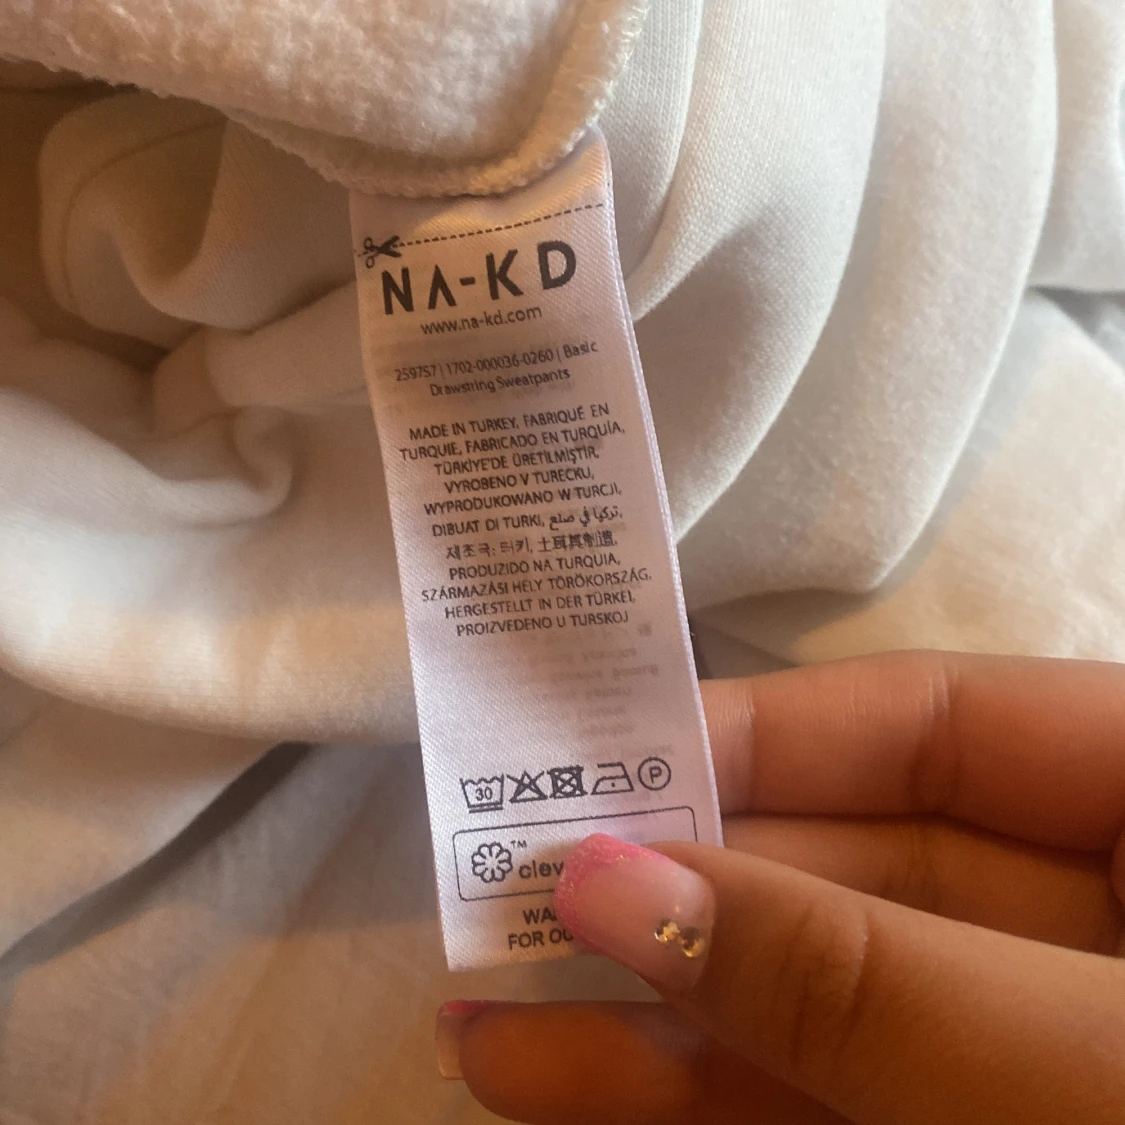 NA-KD
www.na-kd.com
259757 | 1702-000036-0260 | Basic
Drawstring Sweatpants
MADE IN TURKEY, FABRIQUÉ EN
TURQUIE, FABRICADO EN TURQUÍA,
TÜRKİYE'DE ÜRETİLMİŞTİR,
VYROBENO V TURECKU,
WYPRODUKOWANO W TURCJI,
DIBUAT DI TURKI, تركيا في صنع,
제조국: 터키, 土耳其制造,
PRODUZIDO NA TURQUIA,
SZÁRMAZÁSI HELY TÖRÖKORSZÁG,
HERGESTELLT IN DER TÜRKEI,
PROIZVEDENO U TURSKOJ
30 P
™
clev
WA
FOR OU